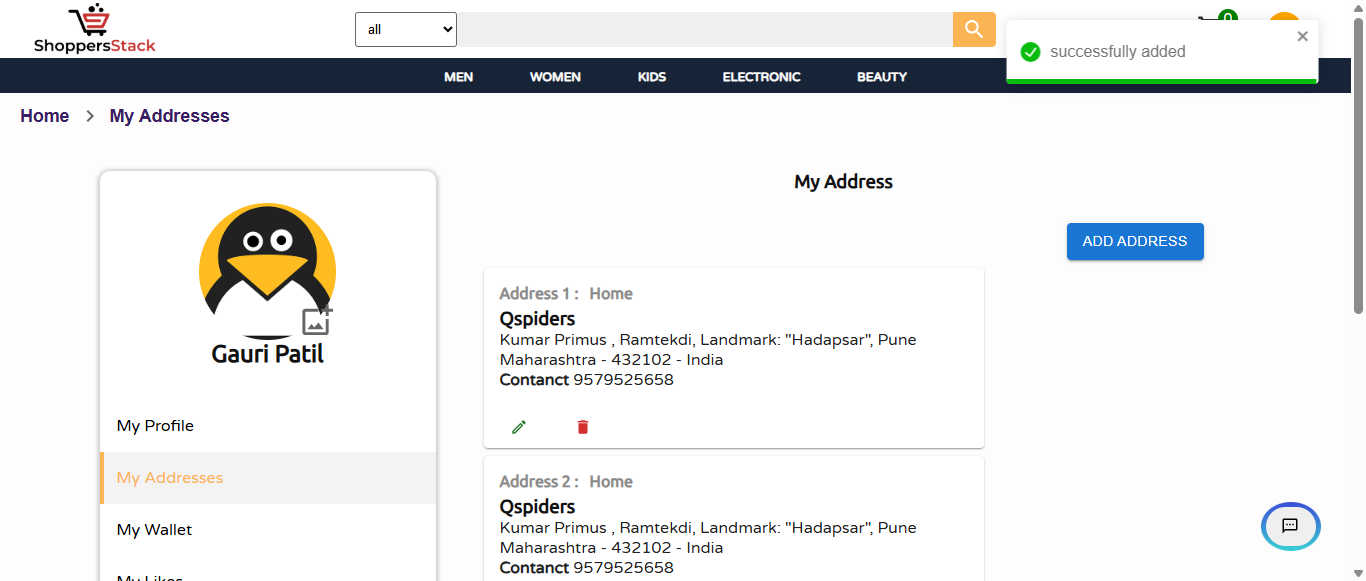 ShoppersStack
all
0
successfully added
MEN WOMEN KIDS ELECTRONIC BEAUTY
Home > My Addresses
My Address
ADD ADDRESS
Gauri Patil
My Profile
My Addresses
My Wallet
My Likes
Address 1 : Home
Qspiders
Kumar Primus , Ramtekdi, Landmark: "Hadapsar", Pune
Maharashtra - 432102 - India
Contanct 9579525658
Address 2 : Home
Qspiders
Kumar Primus , Ramtekdi, Landmark: "Hadapsar", Pune
Maharashtra - 432102 - India
Contanct 9579525658